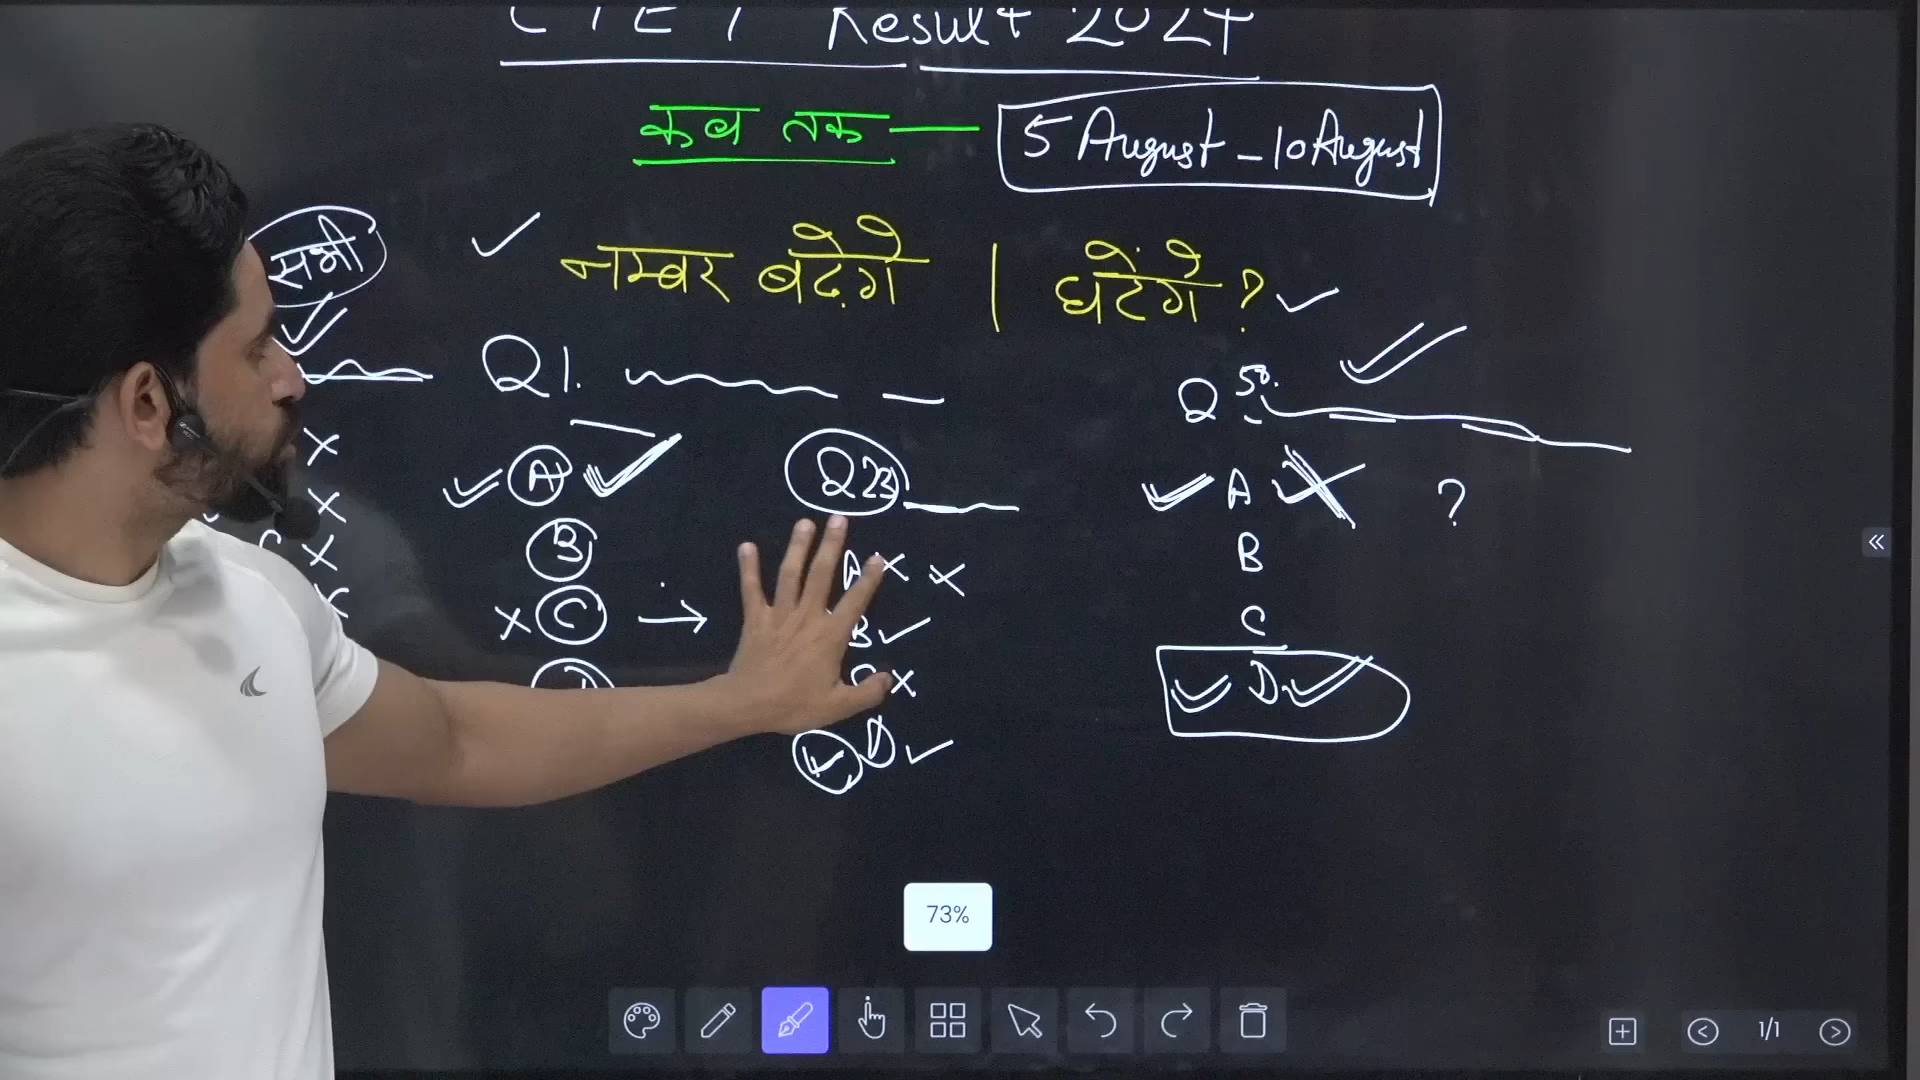 CTET Result 2024
कब तक — 5 August - 10 August
सभी
नम्बर बढ़ेंगे | घटेंगे ?
Q1.
Q 50.
A
Q23
A ?
B
A
B
C
B
C
C
D
D
73%
1/1